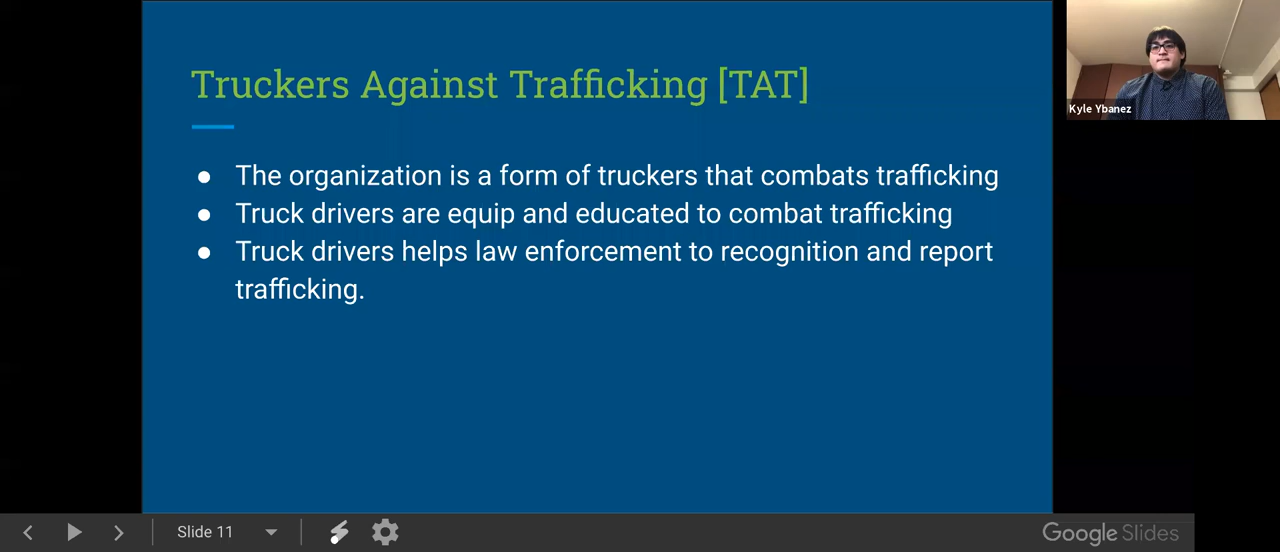 Truckers Against Trafficking [TAT]
● The organization is a form of truckers that combats trafficking
● Truck drivers are equip and educated to combat trafficking
● Truck drivers helps law enforcement to recognition and report
trafficking.
Kyle Ybanez
Slide 11
Google Slides